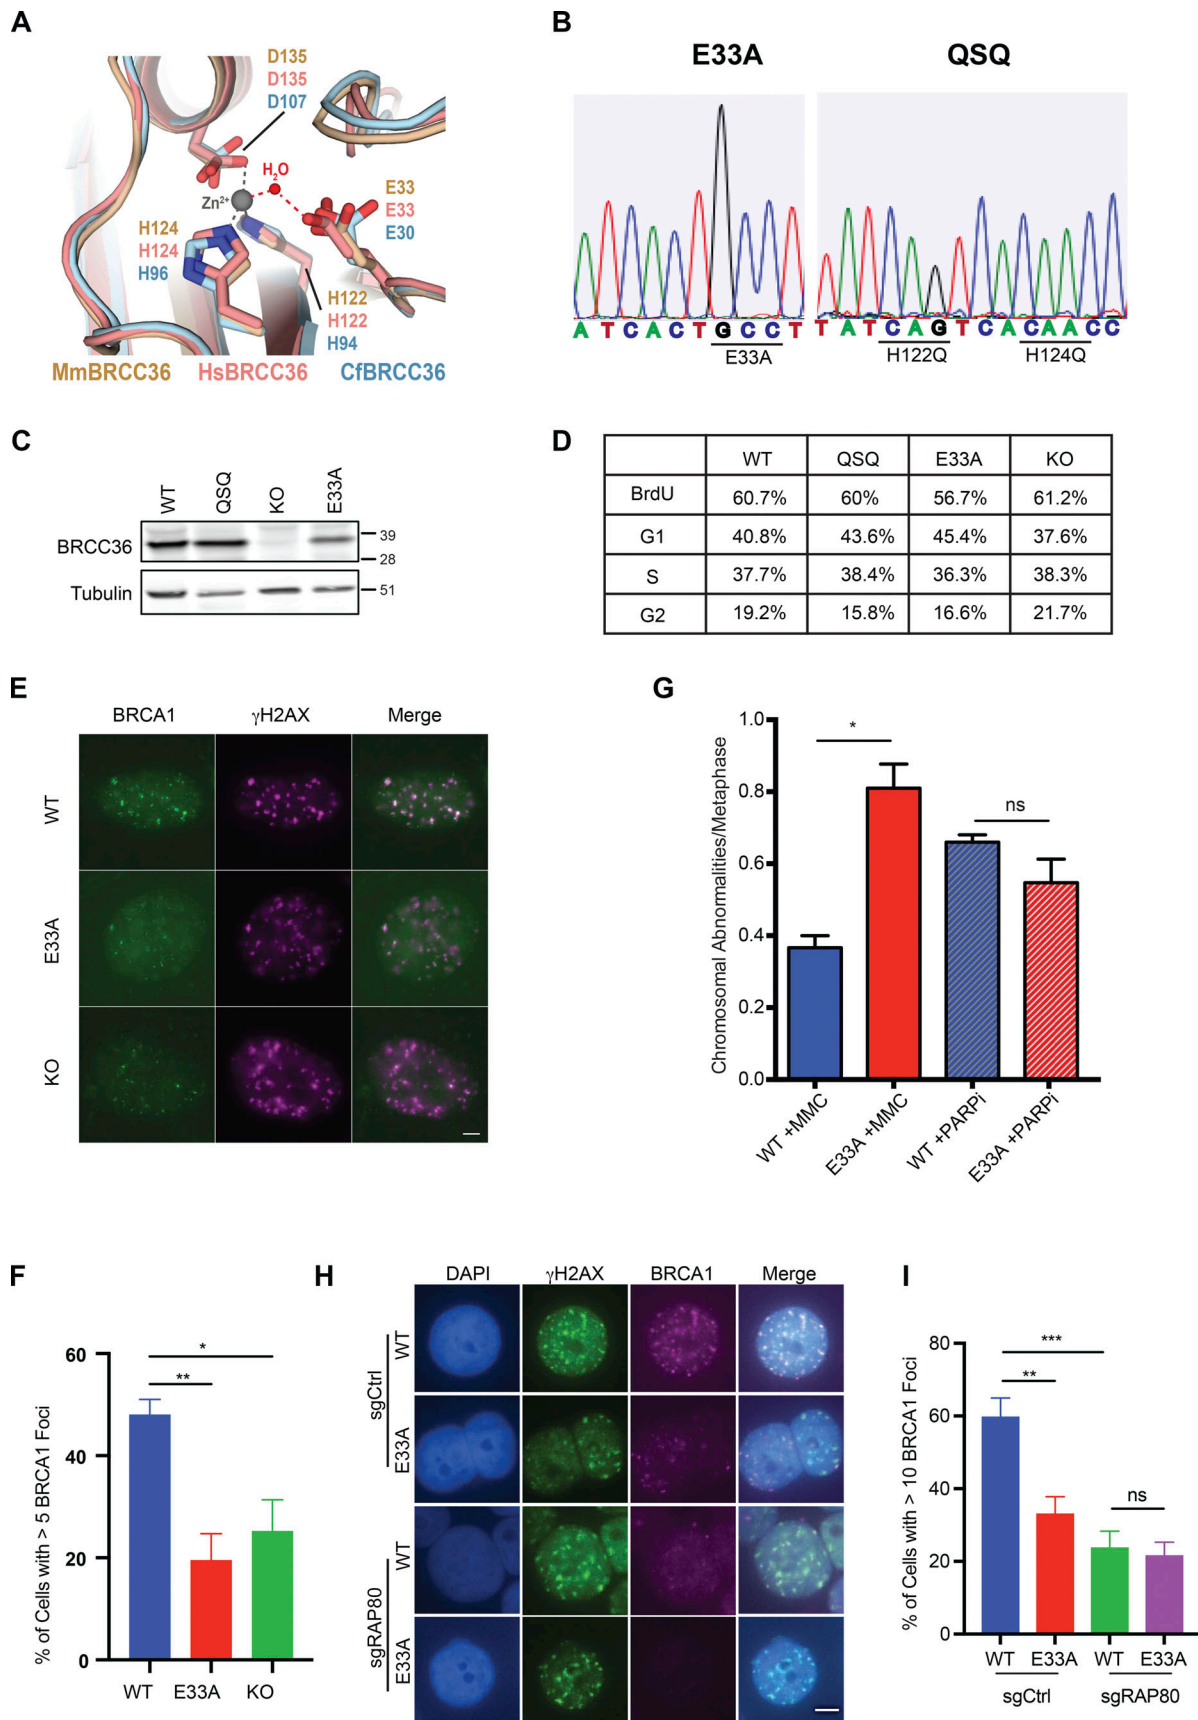 A
D135
D135
D107
H₂O
Zn²⁺
E33
E33
E30
H124
H124
H96
H122
H122
H94
MmBRCC36 HsBRCC36 CfBRCC36
B
E33A QSQ
A T C A C T G C C T
E33A
T A T C A G T C A C A A C C
H122Q H124Q
C
WT QSQ KO E33A
BRCC36
39
28
Tubulin
51
D
WT QSQ E33A KO
BrdU 60.7% 60% 56.7% 61.2%
G1 40.8% 43.6% 45.4% 37.6%
S 37.7% 38.4% 36.3% 38.3%
G2 19.2% 15.8% 16.6% 21.7%
E
BRCA1 γH2AX Merge
WT
E33A
KO
G
Chromosomal Abnormalities/Metaphase
1.0
0.8
0.6
0.4
0.2
0.0
*
ns
WT +MMC
E33A +MMC
WT +PARPi
E33A +PARPi
F
% of Cells with > 5 BRCA1 Foci
60
40
20
0
*
**
WT E33A KO
H
DAPI γH2AX BRCA1 Merge
sgCtrl
WT
E33A
sgRAP80
WT
E33A
I
% of Cells with > 10 BRCA1 Foci
80
60
40
20
0
***
**
ns
WT E33A WT E33A
sgCtrl sgRAP80